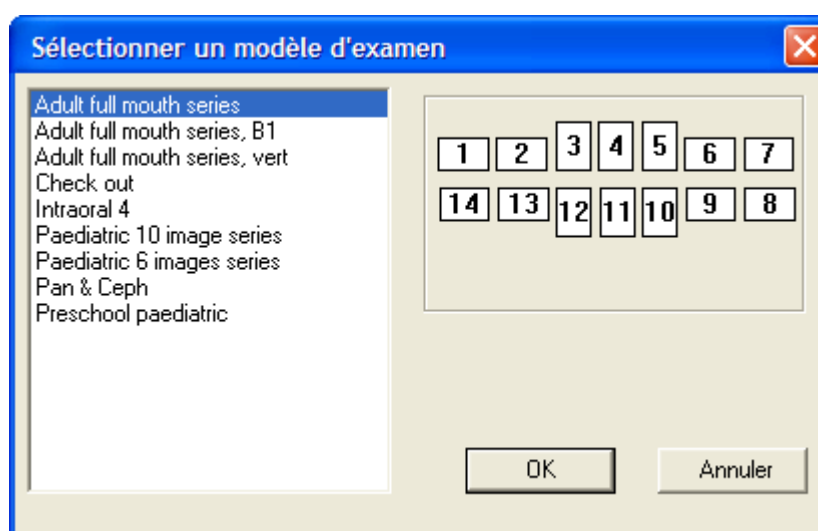 Sélectionner un modèle d'examen
Adult full mouth series
Adult full mouth series, B1
Adult full mouth series, vert
Check out
Intraoral 4
Paediatric 10 image series
Paediatric 6 images series
Pan & Ceph
Preschool paediatric
1 2 3 4 5 6 7
14 13 12 11 10 9 8
OK Annuler